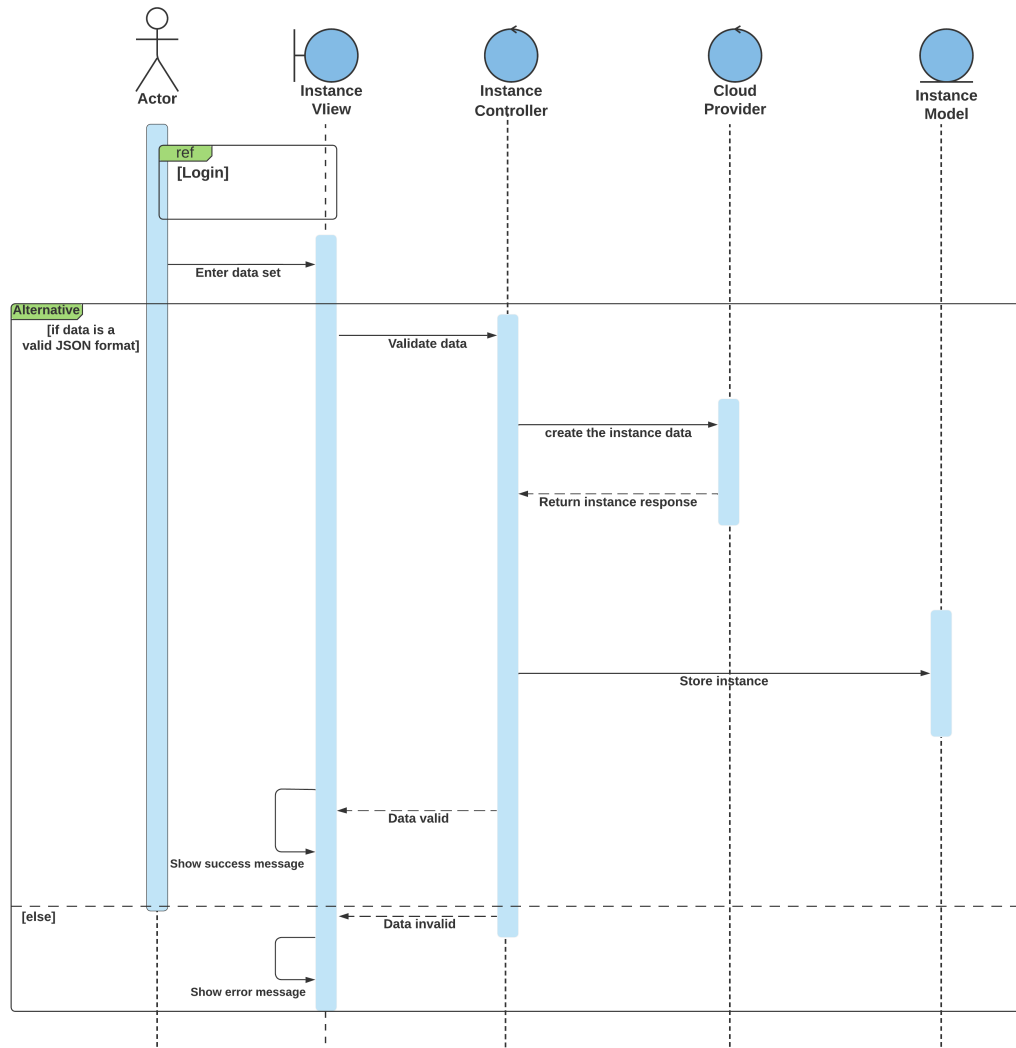 Actor
Instance
VIiew
Instance
Controller
Cloud
Provider
Instance
Model
ref
[Login]
Enter data set
Alternative
[if data is a
valid JSON format]
Validate data
create the instance data
Return instance response
Store instance
Data valid
Show success message
[else]
Data invalid
Show error message